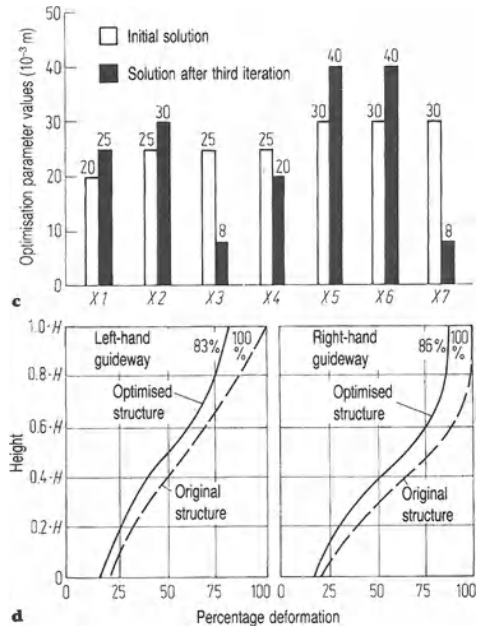 Optimisation parameter values (10⁻³ m)
50
40
30
20
10
0
Initial solution
Solution after third iteration
20
25
25
30
25
8
25
20
30
40
30
40
30
8
X1
X2
X3
X4
X5
X6
X7
c
Height
1.0·H
0.8·H
0.6·H
0.4·H
0.2·H
0
Left-hand
guideway
83%
100
%
Optimised
structure
Original
structure
25
50
75
100
Right-hand
guideway
86%
100
%
Optimised
structure
Original
structure
25
50
75
100
d
Percentage deformation